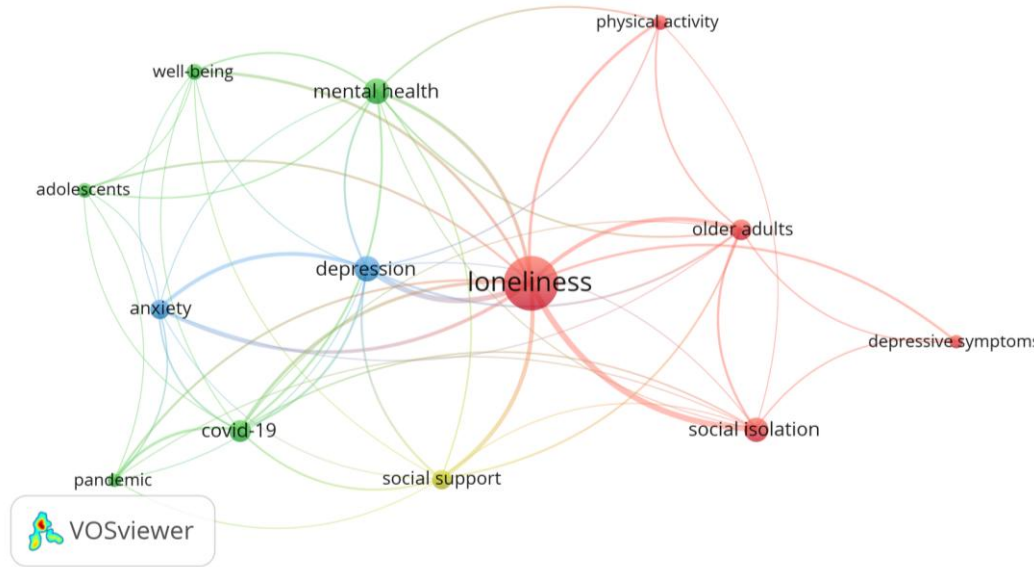 physical activity
well-being
mental health
adolescents
older adults
depression
loneliness
anxiety
depressive symptoms
covid-19
social isolation
pandemic
social support
VOSviewer